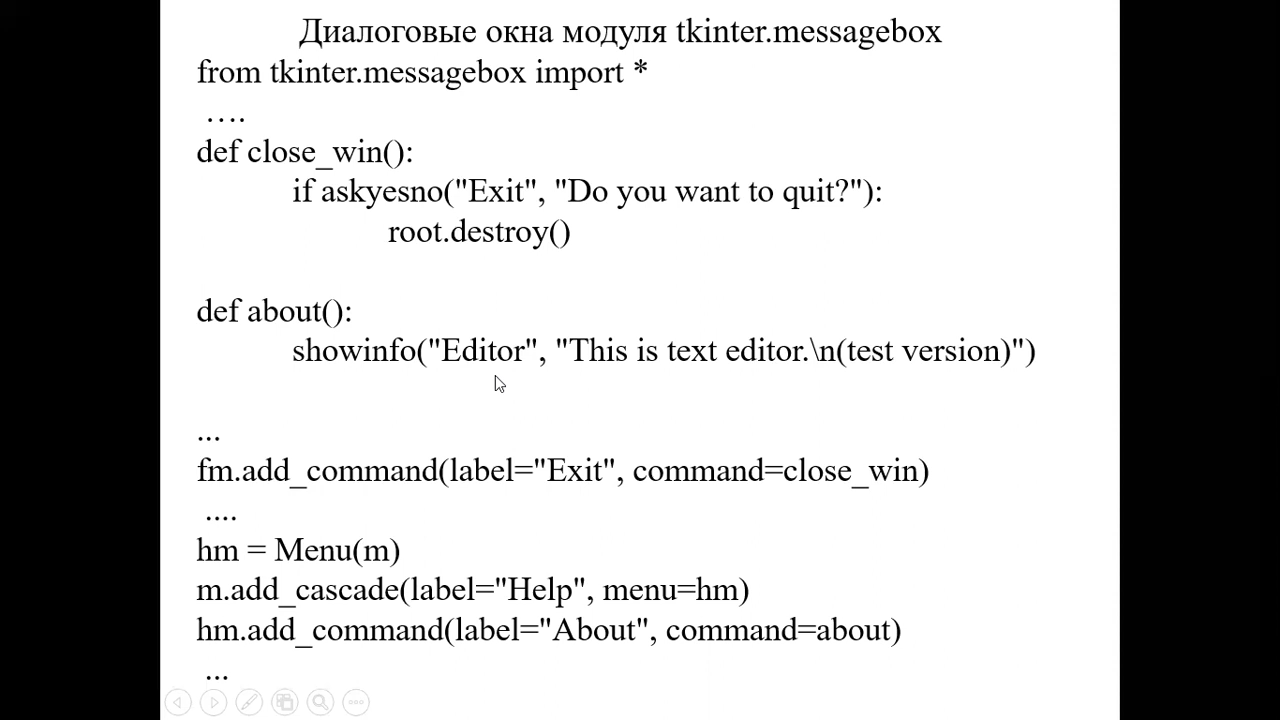 Диалоговые окна модуля tkinter.messagebox
from tkinter.messagebox import *
….
def close_win():
if askyesno("Exit", "Do you want to quit?"):
root.destroy()
def about():
showinfo("Editor", "This is text editor.\n(test version)")
...
fm.add_command(label="Exit", command=close_win)
....
hm = Menu(m)
m.add_cascade(label="Help", menu=hm)
hm.add_command(label="About", command=about)
...